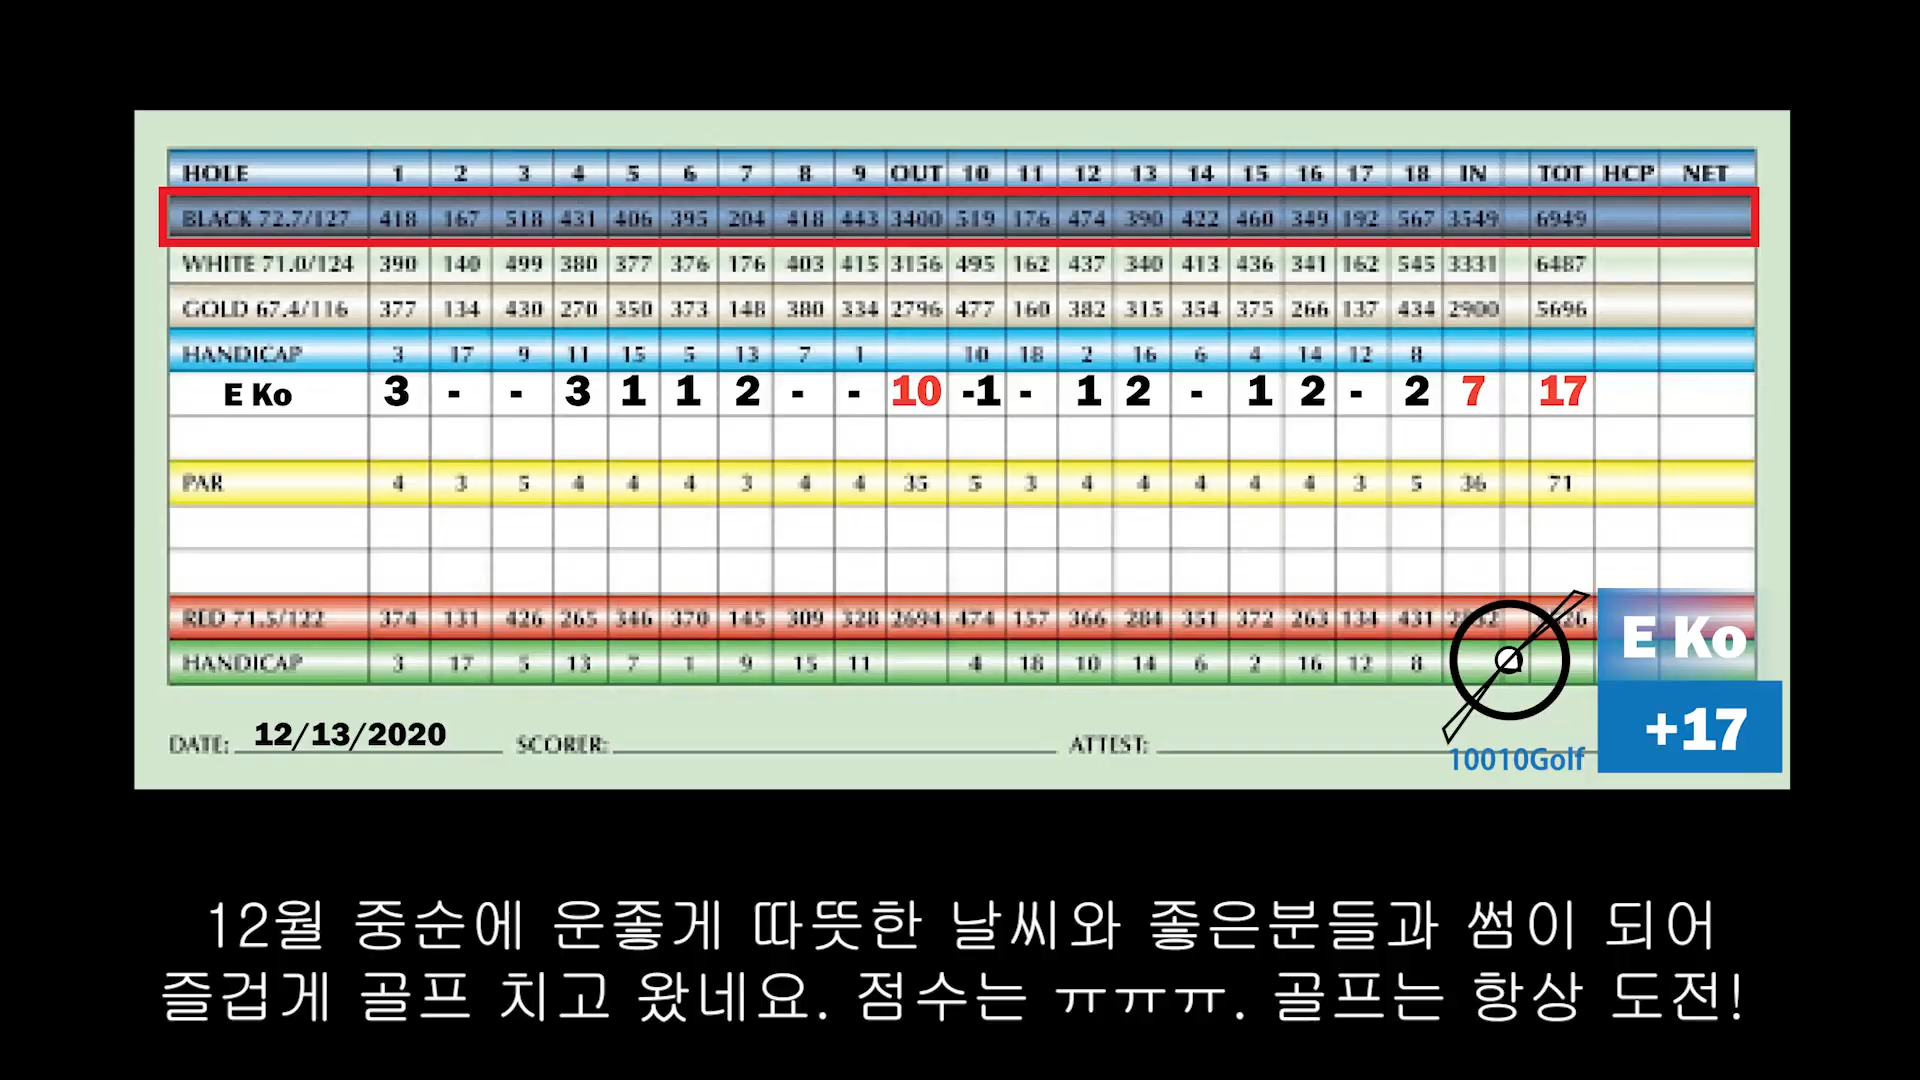 HOLE 1 2 3 4 5 6 7 8 9 OUT 10 11 12 13 14 15 16 17 18 IN TOT HCP NET
BLACK 72.7/127 418 167 518 431 406 395 204 418 443 3400 519 176 474 390 422 460 349 192 567 3549 6949
WHITE 71.0/124 390 140 499 380 377 376 176 403 415 3156 495 162 437 340 413 436 341 162 545 3331 6487
GOLD 67.4/116 377 134 430 270 350 373 148 380 334 2796 477 160 382 315 354 375 266 137 434 2900 5696
HANDICAP 3 17 9 11 15 5 13 7 1 10 18 2 16 6 4 14 12 8
E Ko 3 - - 3 1 1 2 - - 10 -1 - 1 2 - 1 2 - 2 7 17
PAR 4 3 5 4 4 4 3 4 4 35 5 3 4 4 4 4 4 3 5 36 71
RED 71.5/122 374 131 426 265 346 370 145 309 328 2694 474 157 366 284 351 372 263 134 431
HANDICAP 3 17 5 13 7 1 9 15 11 4 18 10 14 6 2 16 12 8
E Ko
+17
DATE: 12/13/2020 SCORER: ATTEST:
10010Golf
12월 중순에 운좋게 따뜻한 날씨와 좋은분들과 썸이 되어
즐겁게 골프 치고 왔네요. 점수는 ㅠㅠㅠ. 골프는 항상 도전!